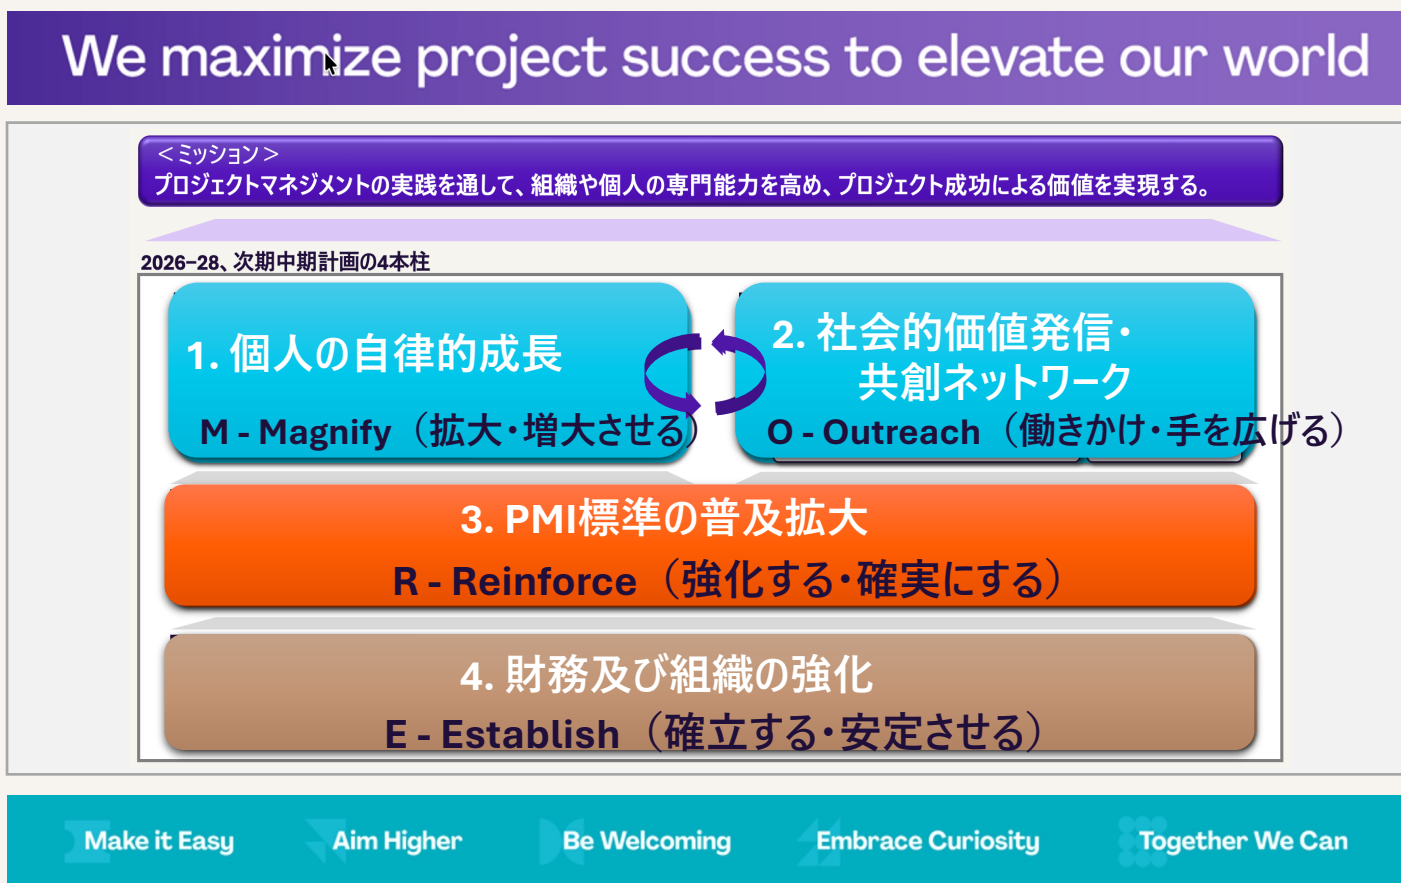 We maximize project success to elevate our world
＜ミッション＞
プロジェクトマネジメントの実践を通して、組織や個人の専門能力を高め、プロジェクト成功による価値を実現する。
2026-28、次期中期計画の4本柱
1. 個人の自律的成長
M - Magnify（拡大・増大させる）
2. 社会的価値発信・
共創ネットワーク
O - Outreach（働きかけ・手を広げる）
3. PMI標準の普及拡大
R - Reinforce（強化する・確実にする）
4. 財務及び組織の強化
E - Establish（確立する・安定させる）
Make it Easy
Aim Higher
Be Welcoming
Embrace Curiosity
Together We Can